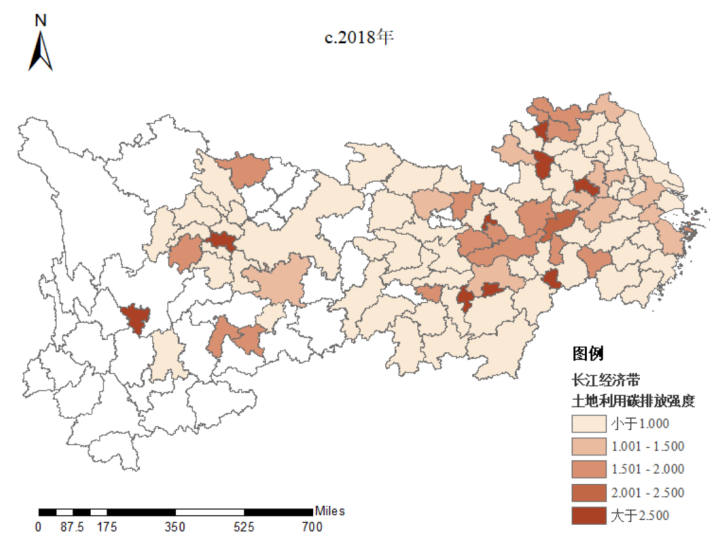 N
c.2018年
图例
长江经济带
土地利用碳排放强度
小于1.000
1.001 - 1.500
1.501 - 2.000
2.001 - 2.500
大于2.500
Miles
0 87.5 175 350 525 700